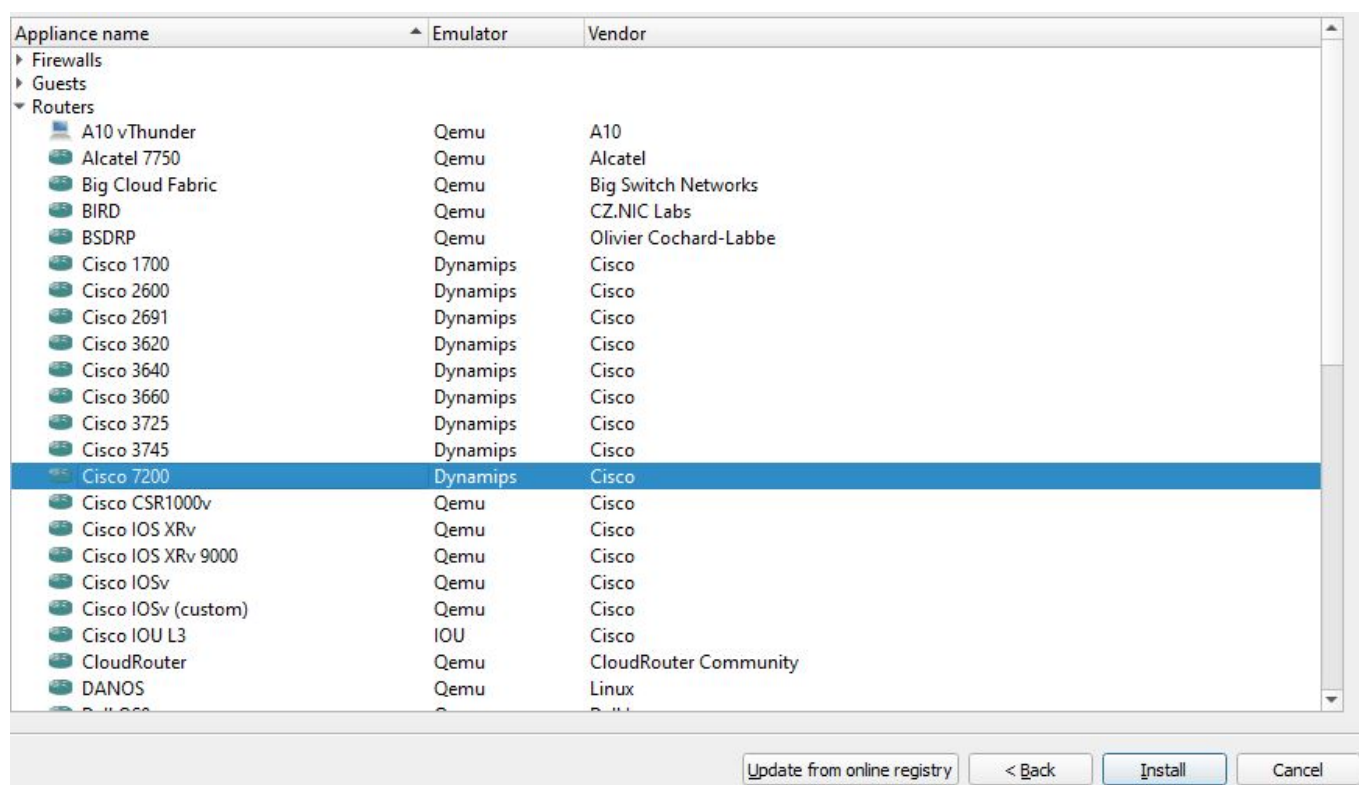 Appliance name Emulator Vendor
Firewalls
Guests
Routers
A10 vThunder Qemu A10
Alcatel 7750 Qemu Alcatel
Big Cloud Fabric Qemu Big Switch Networks
BIRD Qemu CZ.NIC Labs
BSDRP Qemu Olivier Cochard-Labbe
Cisco 1700 Dynamips Cisco
Cisco 2600 Dynamips Cisco
Cisco 2691 Dynamips Cisco
Cisco 3620 Dynamips Cisco
Cisco 3640 Dynamips Cisco
Cisco 3660 Dynamips Cisco
Cisco 3725 Dynamips Cisco
Cisco 3745 Dynamips Cisco
Cisco 7200 Dynamips Cisco
Cisco CSR1000v Qemu Cisco
Cisco IOS XRv Qemu Cisco
Cisco IOS XRv 9000 Qemu Cisco
Cisco IOSv Qemu Cisco
Cisco IOSv (custom) Qemu Cisco
Cisco IOU L3 IOU Cisco
CloudRouter Qemu CloudRouter Community
DANOS Qemu Linux
Update from online registry < Back Install Cancel